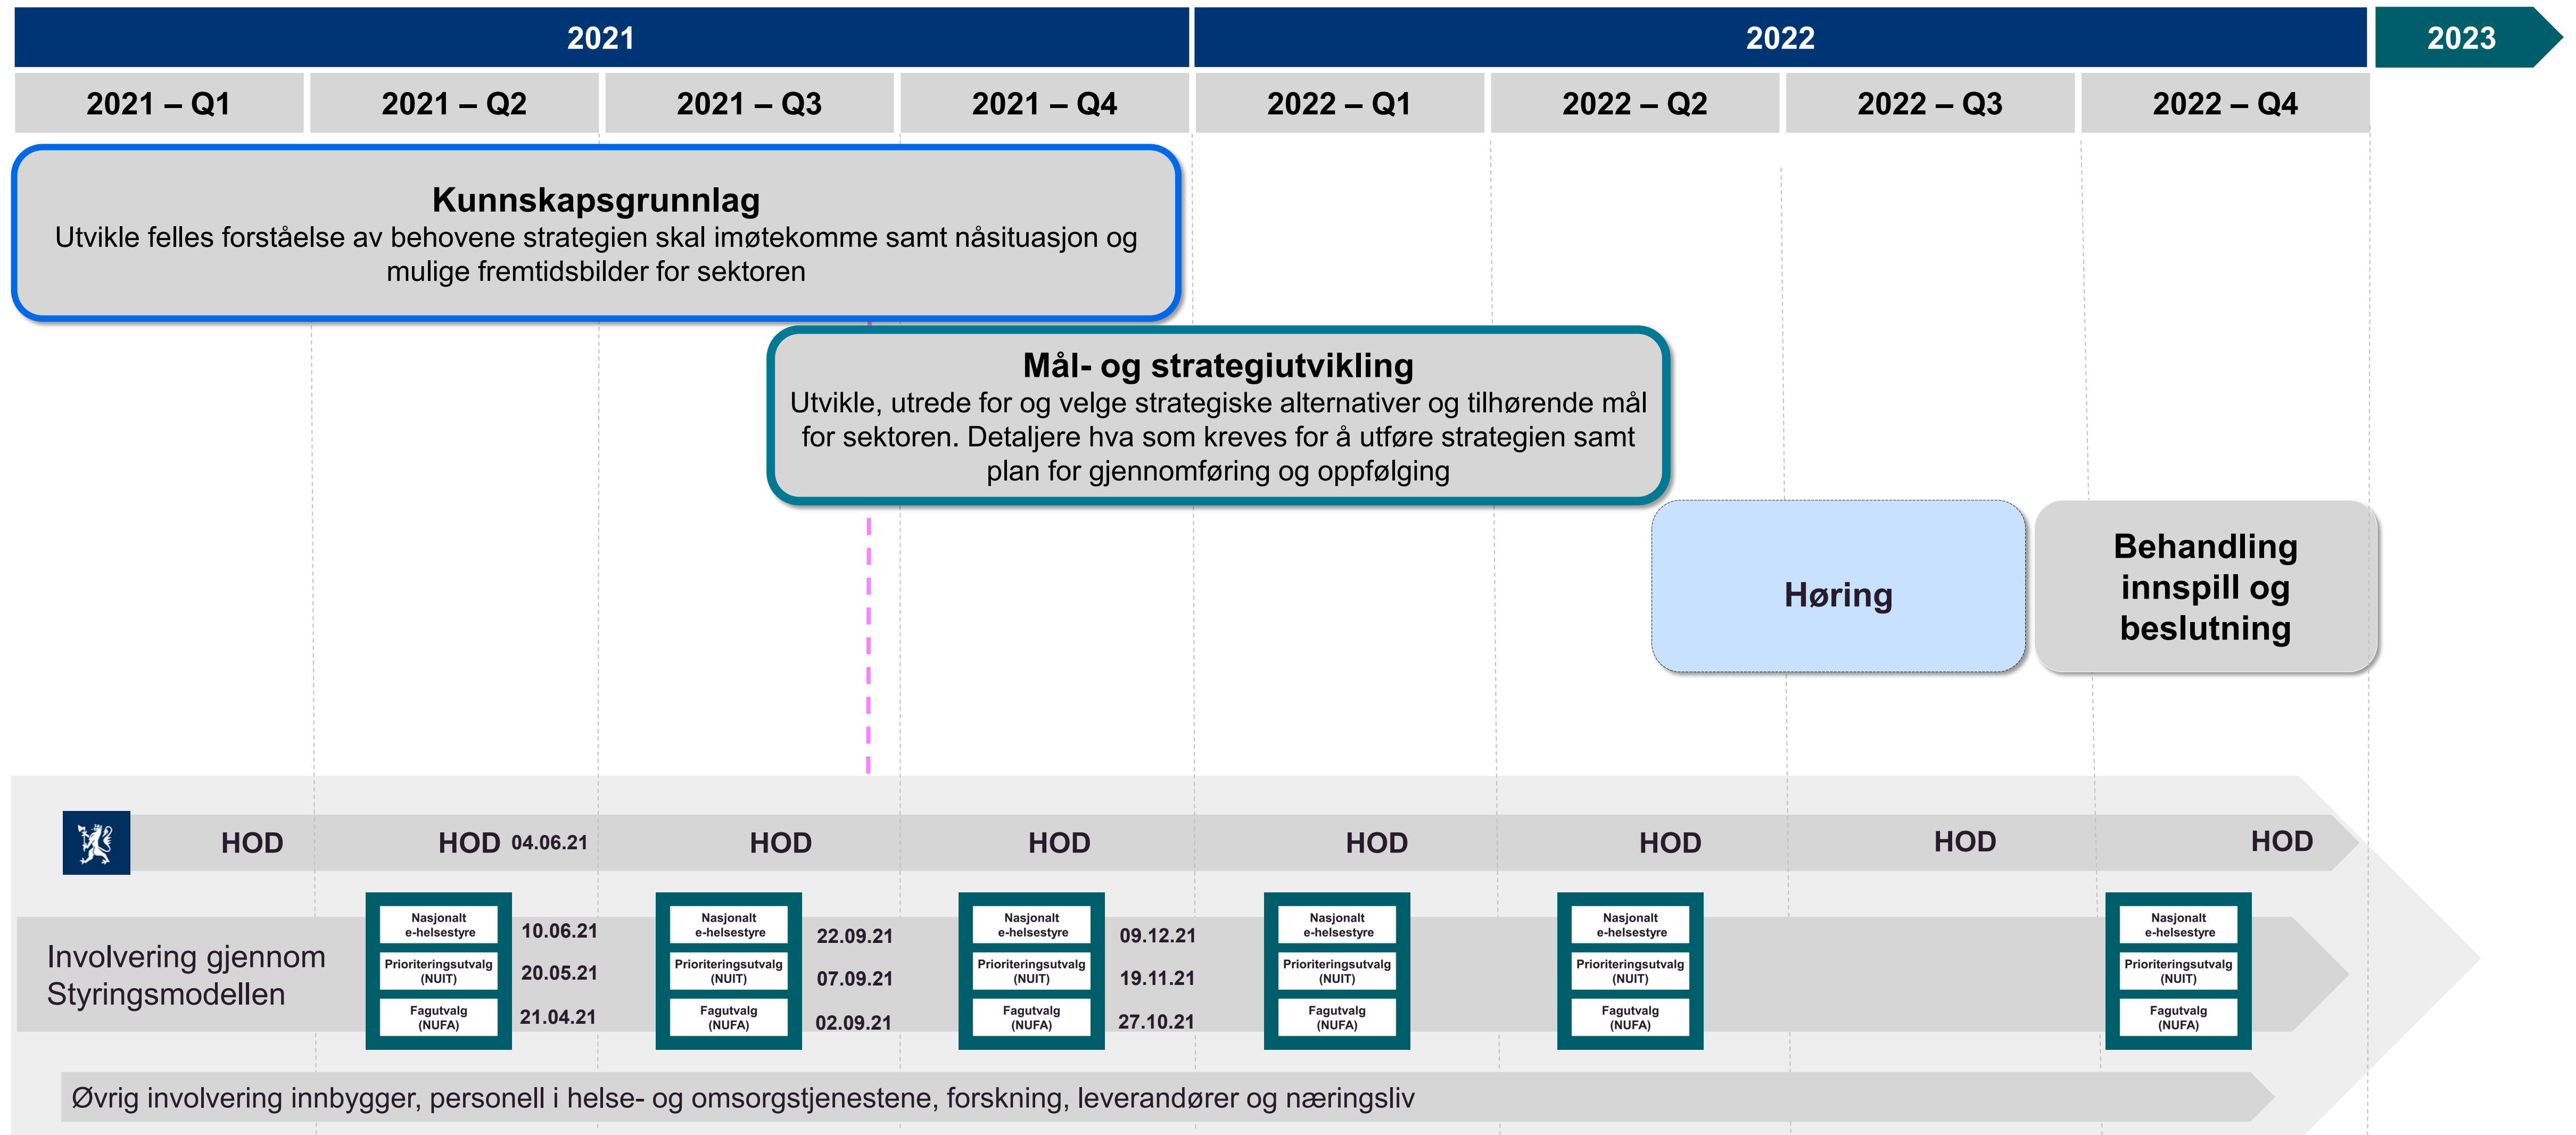 2021
2022
2023
2021 – Q1
2021 – Q2
2021 – Q3
2021 – Q4
2022 – Q1
2022 – Q2
2022 – Q3
2022 – Q4
Kunnskapsgrunnlag
Utvikle felles forståelse av behovene strategien skal imøtekomme samt nåsituasjon og
mulige fremtidsbilder for sektoren
Mål- og strategiutvikling
Utvikle, utrede for og velge strategiske alternativer og tilhørende mål
for sektoren. Detaljere hva som kreves for å utføre strategien samt
plan for gjennomføring og oppfølging
Høring
Behandling
innspill og
beslutning
HOD
HOD 04.06.21
HOD
HOD
HOD
HOD
HOD
HOD
Involvering gjennom
Styringsmodellen
Nasjonalt
e-helsestyre
10.06.21
Prioriteringsutvalg
(NUIT)
20.05.21
Fagutvalg
(NUFA)
21.04.21
Nasjonalt
e-helsestyre
22.09.21
Prioriteringsutvalg
(NUIT)
07.09.21
Fagutvalg
(NUFA)
02.09.21
Nasjonalt
e-helsestyre
09.12.21
Prioriteringsutvalg
(NUIT)
19.11.21
Fagutvalg
(NUFA)
27.10.21
Nasjonalt
e-helsestyre
Prioriteringsutvalg
(NUIT)
Fagutvalg
(NUFA)
Nasjonalt
e-helsestyre
Prioriteringsutvalg
(NUIT)
Fagutvalg
(NUFA)
Nasjonalt
e-helsestyre
Prioriteringsutvalg
(NUIT)
Fagutvalg
(NUFA)
Øvrig involvering innbygger, personell i helse- og omsorgstjenestene, forskning, leverandører og næringsliv